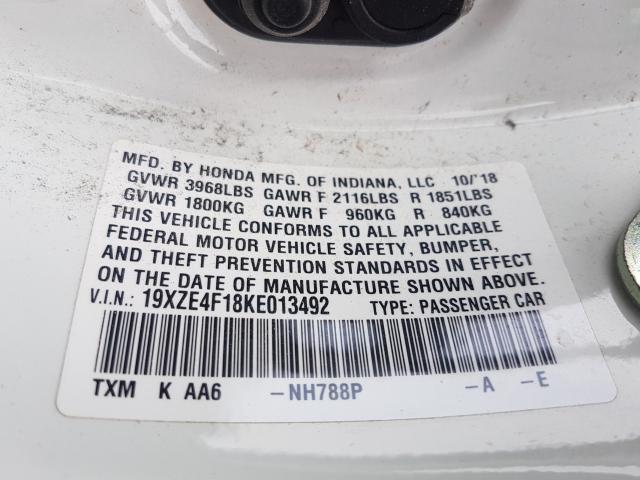 MFD. BY HONDA MFG. OF INDIANA, LLC 10/'18
GVWR 3968LBS GAWR F 2116LBS R 1851LBS
GVWR 1800KG GAWR F 960KG R 840KG
THIS VEHICLE CONFORMS TO ALL APPLICABLE
FEDERAL MOTOR VEHICLE SAFETY, BUMPER,
AND THEFT PREVENTION STANDARDS IN EFFECT
ON THE DATE OF MANUFACTURE SHOWN ABOVE.
V.I.N.: 19XZE4F18KE013492 TYPE: PASSENGER CAR
TXM K AA6 -NH788P -A -E